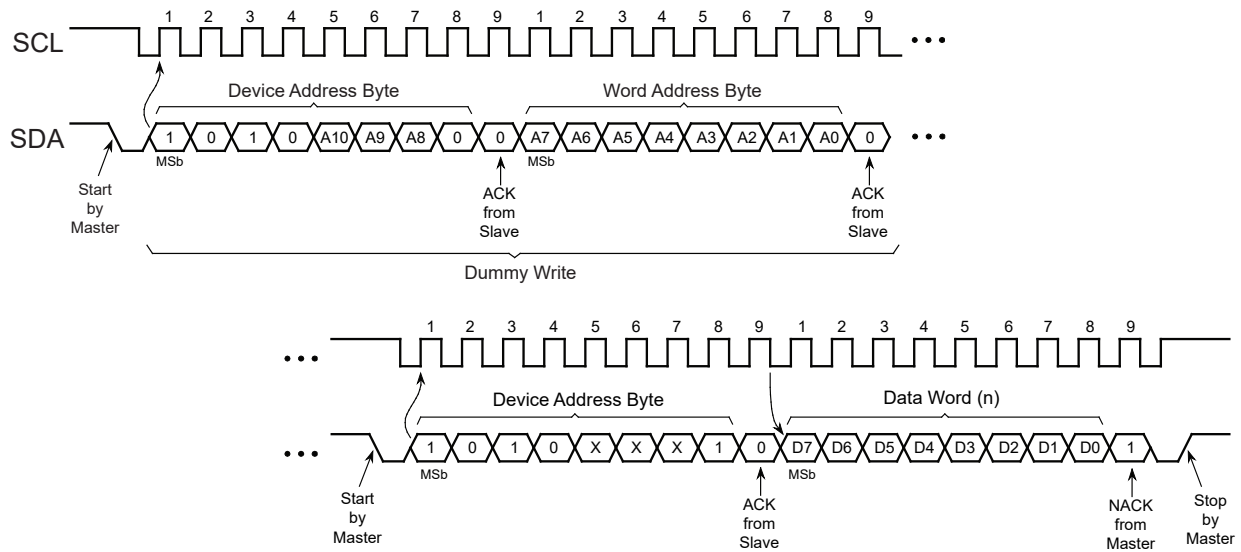 1 2 3 4 5 6 7 8 9 1 2 3 4 5 6 7 8 9
SCL
Device Address Byte Word Address Byte
SDA 1 0 1 0 A10 A9 A8 0 0 A7 A6 A5 A4 A3 A2 A1 A0 0
MSb MSb
Start
by
Master
ACK
from
Slave
ACK
from
Slave
Dummy Write
1 2 3 4 5 6 7 8 9 1 2 3 4 5 6 7 8 9
Device Address Byte Data Word (n)
1 0 1 0 X X X 1 0 D7 D6 D5 D4 D3 D2 D1 D0 1
MSb MSb
Start
by
Master
ACK
from
Slave
NACK
from
Master
Stop
by
Master